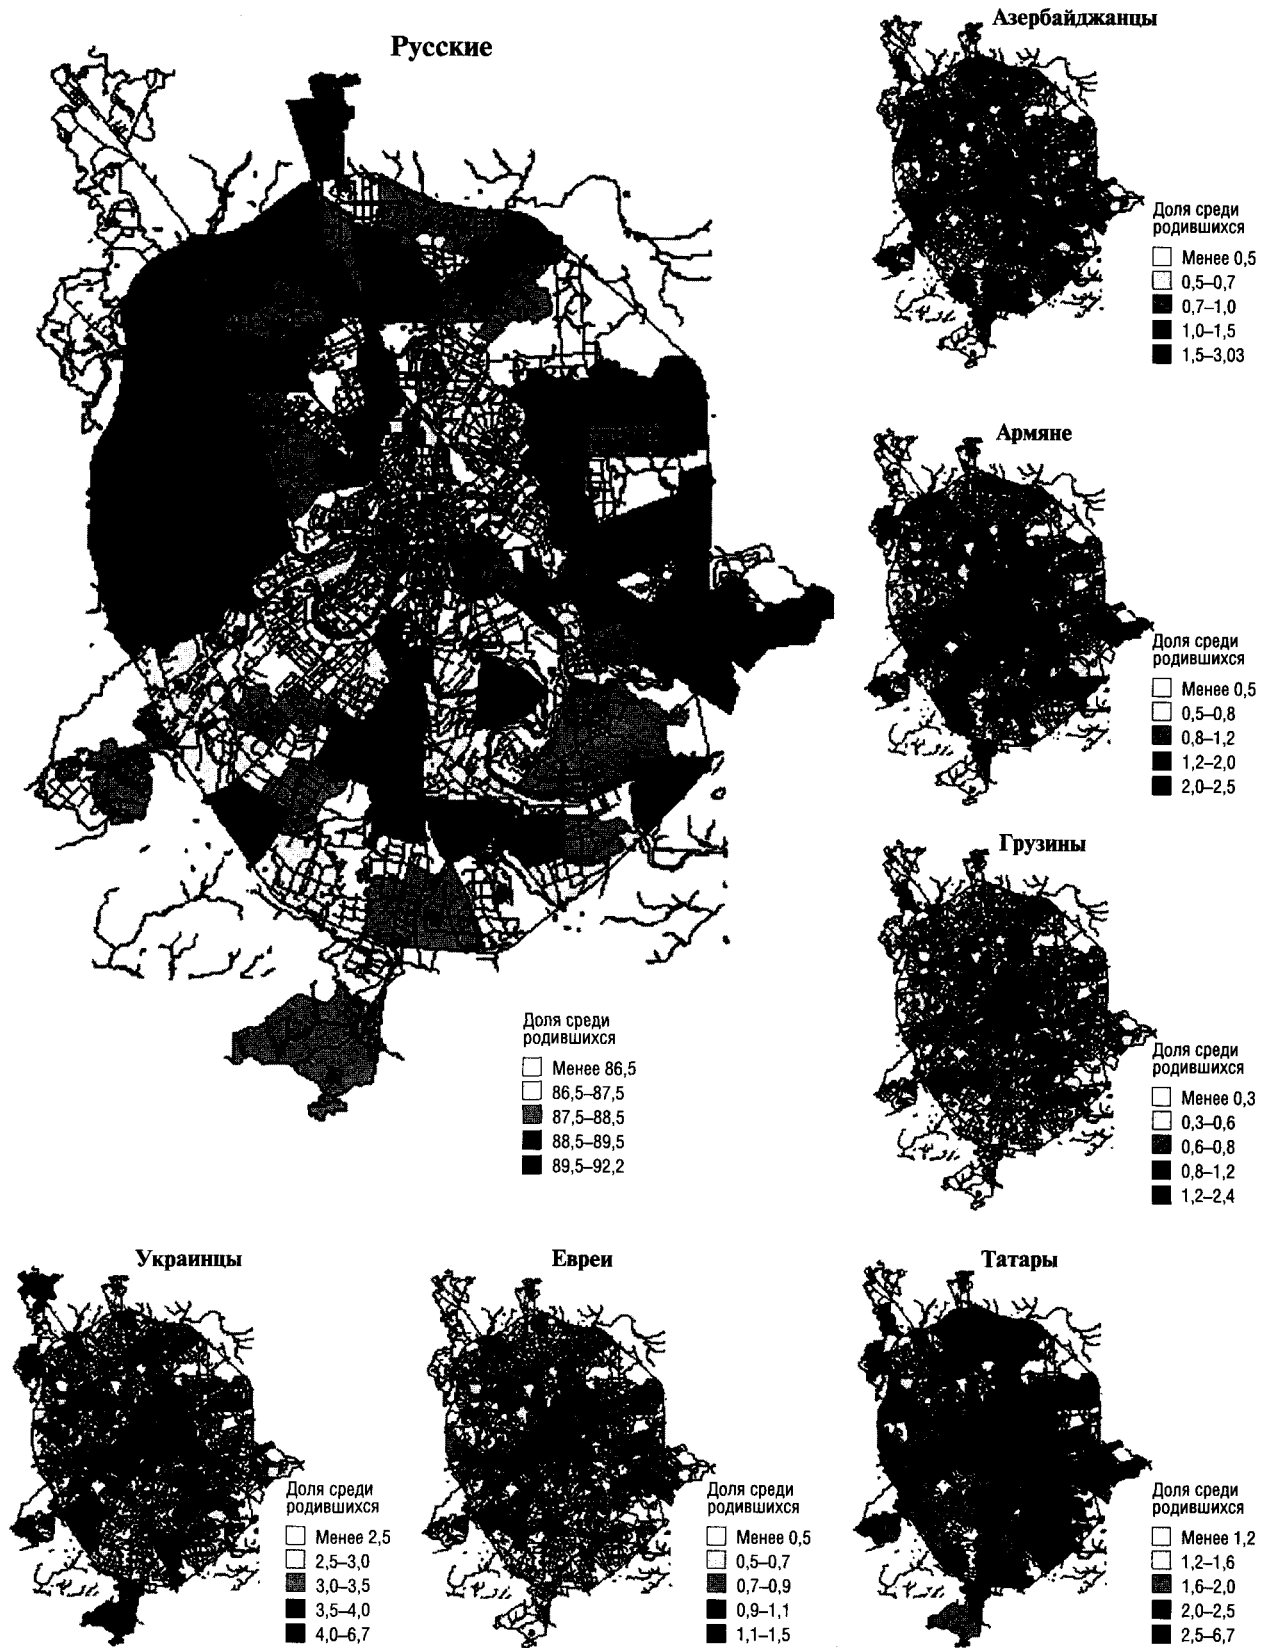 Русские
Доля среди
родившихся
Менее 86,5
86,5–87,5
87,5–88,5
88,5–89,5
89,5–92,2
Азербайджанцы
Доля среди
родившихся
Менее 0,5
0,5–0,7
0,7–1,0
1,0–1,5
1,5–3,03
Армяне
Доля среди
родившихся
Менее 0,5
0,5–0,8
0,8–1,2
1,2–2,0
2,0–2,5
Грузины
Доля среди
родившихся
Менее 0,3
0,3–0,6
0,6–0,8
0,8–1,2
1,2–2,4
Украинцы
Доля среди
родившихся
Менее 2,5
2,5–3,0
3,0–3,5
3,5–4,0
4,0–6,7
Евреи
Доля среди
родившихся
Менее 0,5
0,5–0,7
0,7–0,9
0,9–1,1
1,1–1,5
Татары
Доля среди
родившихся
Менее 1,2
1,2–1,6
1,6–2,0
2,0–2,5
2,5–6,7